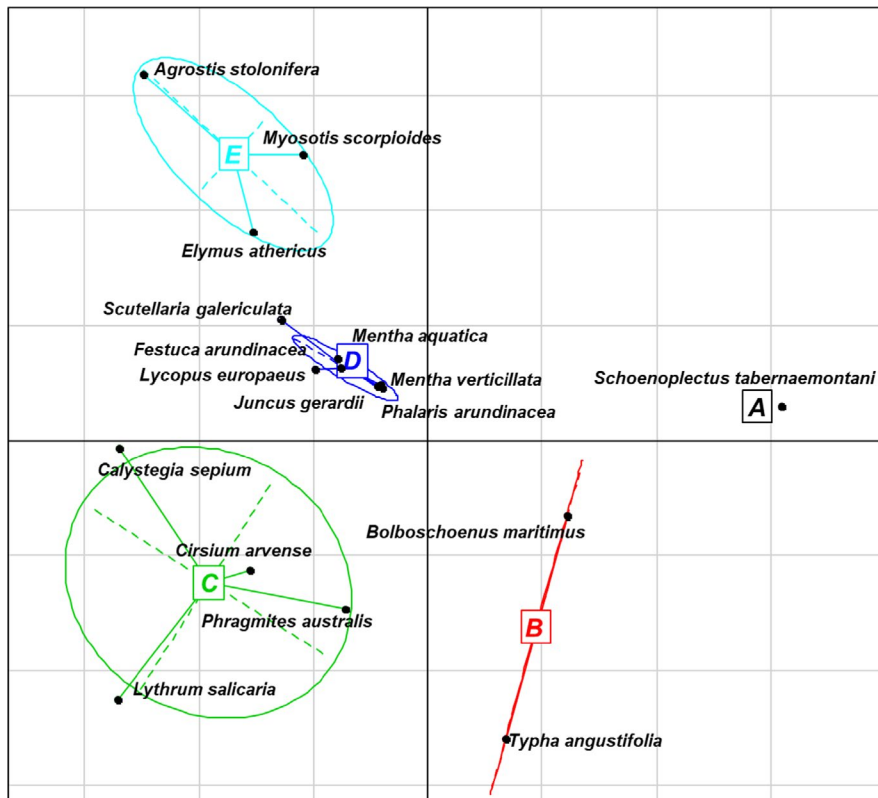 Agrostis stolonifera
Myosotis scorpioides
E
Elymus athericus
Scutellaria galericulata
Mentha aquatica
Festuca arundinacea
D
Lycopus europaeus
Mentha verticillata
Schoenoplectus tabernaemontani
Juncus gerardii
Phalaris arundinacea
A
Calystegia sepium
Bolboschoenus maritimus
Cirsium arvense
C
Phragmites australis
B
Lythrum salicaria
Typha angustifolia